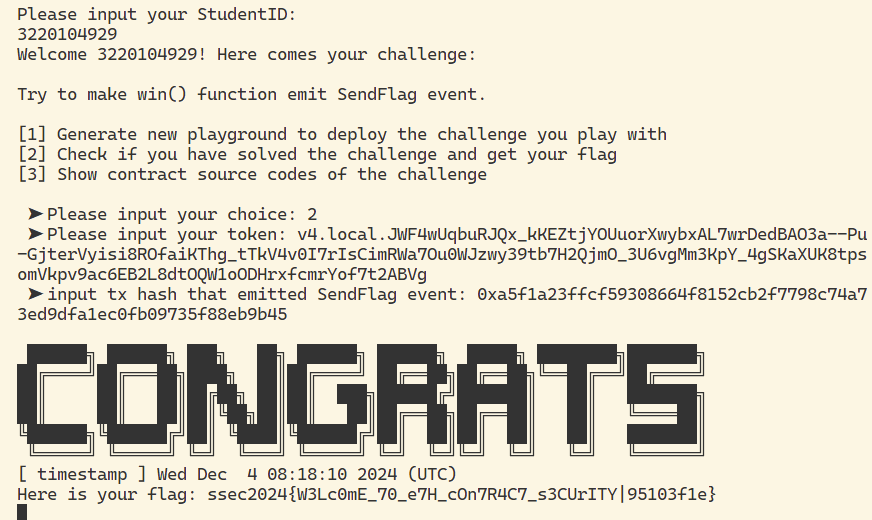 Please input your StudentID:
3220104929
Welcome 3220104929! Here comes your challenge:
Try to make win() function emit SendFlag event.
[1] Generate new playground to deploy the challenge you play with
[2] Check if you have solved the challenge and get your flag
[3] Show contract source codes of the challenge
➤Please input your choice: 2
➤Please input your token: v4.local.JWF4wUqbuRJQx_kKEZtjYOUuorXwybxAL7wrDedBAO3a--Pu
-GjterVyisi8ROfaiKThg_tTkV4v0I7rIsCimRWa7Ou0WJzwy39tb7H2QjmO_3U6vgMm3KpY_4gSKaXUK8tps
omVkpv9ac6EB2L8dtOQW1oODHrxfcmrYof7t2ABVg
➤input tx hash that emitted SendFlag event: 0xa5f1a23ffcf59308664f8152cb2f7798c74a7
3ed9dfa1ec0fb09735f88eb9b45
CONGRATS
[ timestamp ] Wed Dec  4 08:18:10 2024 (UTC)
Here is your flag: ssec2024{W3Lc0mE_70_e7H_cOn7R4C7_s3CUrITY|95103f1e}